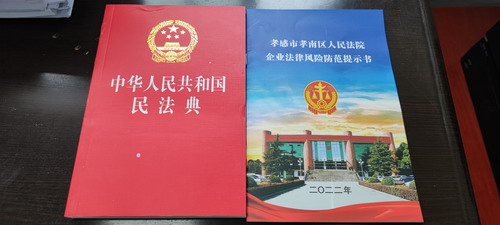 中华人民共和国
民法典
孝感市孝南区人民法院
企业法律风险防范提示书
二〇二二年